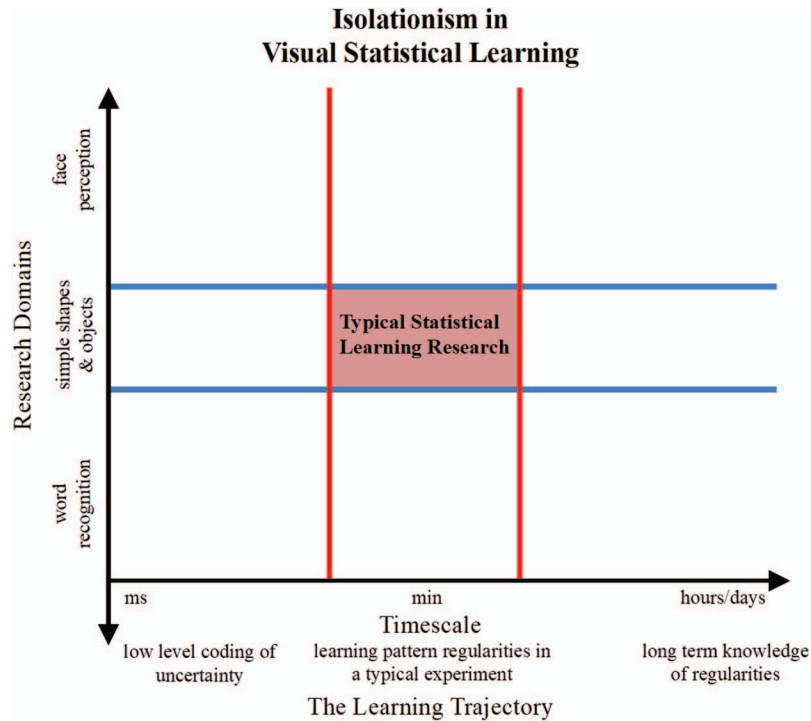 Isolationism in
Visual Statistical Learning
Research Domains
face
perception
simple shapes
& objects
word
recognition
Typical Statistical
Learning Research
ms
min
hours/days
Timescale
low level coding of
uncertainty
learning pattern regularities in
a typical experiment
long term knowledge
of regularities
The Learning Trajectory